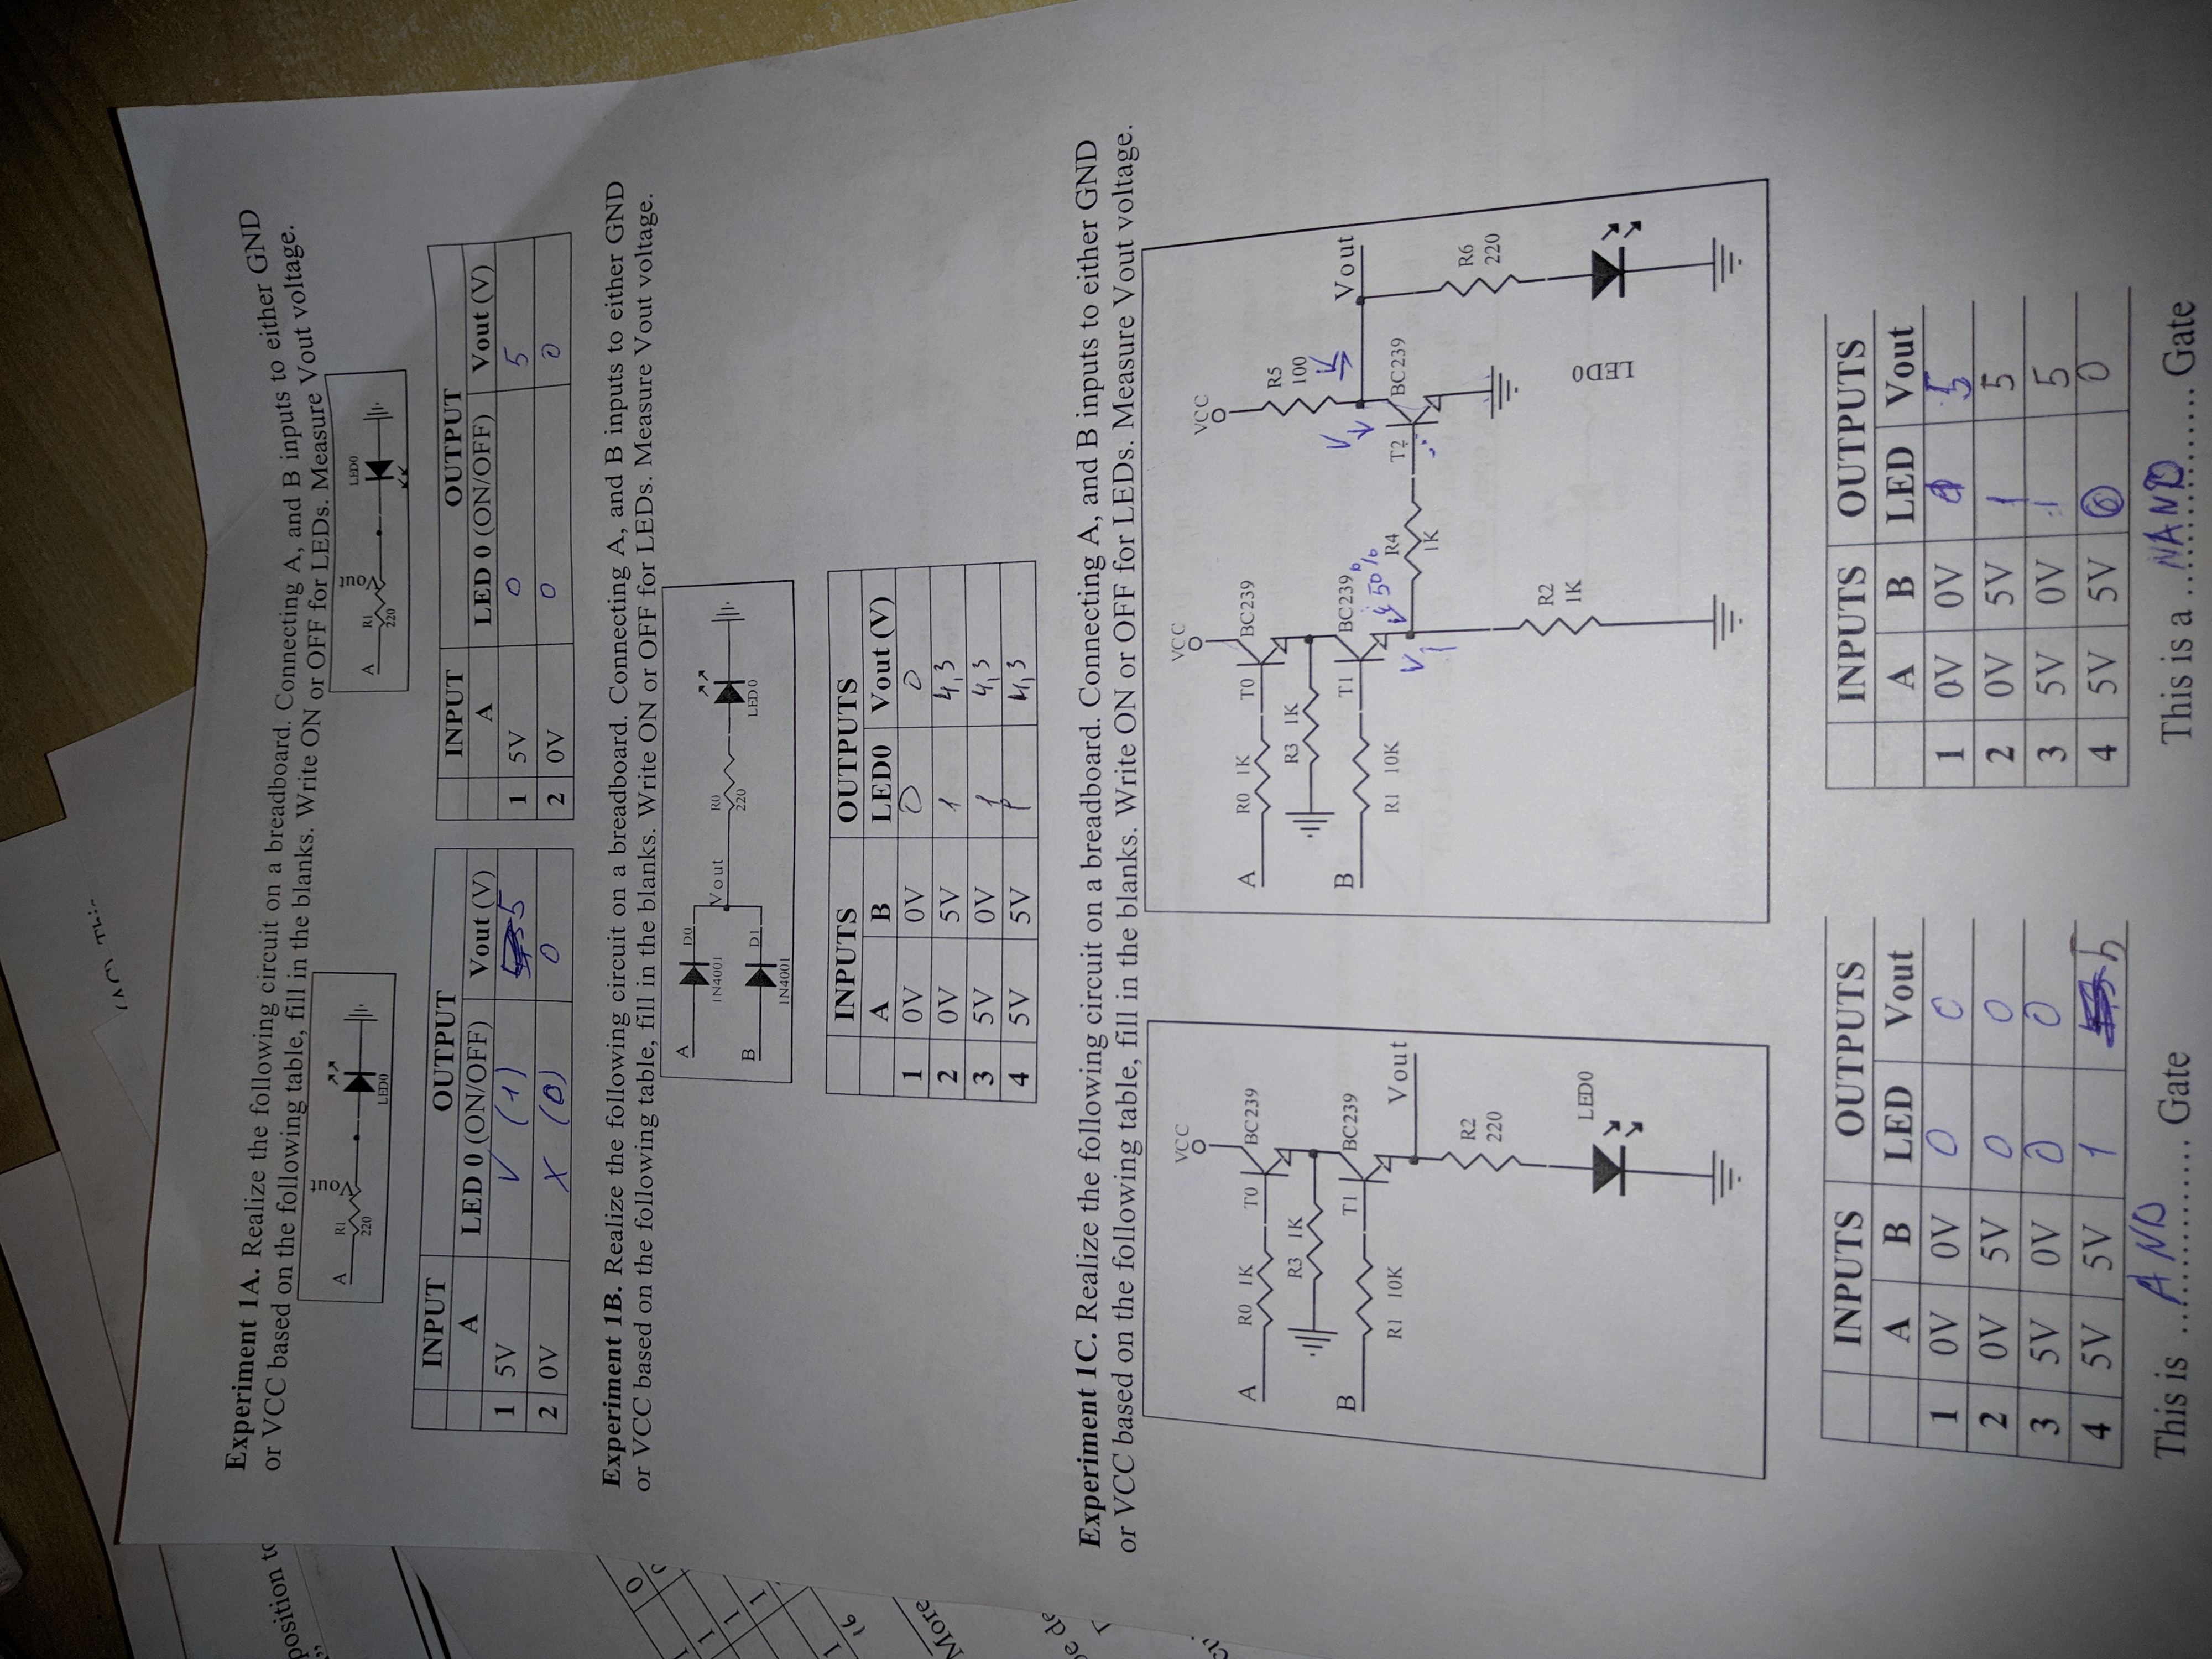 (AC) This
position to
”
0
1
1
1
1
1
16
More
be de
Experiment 1A. Realize the following circuit on a breadboard. Connecting A, and B inputs to either GND
or VCC based on the following table, fill in the blanks. Write ON or OFF for LEDs. Measure Vout voltage.
A R1 220 Vout LED0
A R1 220 Vout LED0
INPUT OUTPUT
A LED 0 (ON/OFF) Vout (V)
1 5V V (1) 5
2 0V X (0) 0
INPUT OUTPUT
A LED 0 (ON/OFF) Vout (V)
1 5V 0 5
2 0V 0 0
Experiment 1B. Realize the following circuit on a breadboard. Connecting A, and B inputs to either GND
or VCC based on the following table, fill in the blanks. Write ON or OFF for LEDs. Measure Vout voltage.
A D0
1N4001 Vout R0
220
B D1 LED0
1N4001
INPUTS OUTPUTS
A B LED0 Vout (V)
1 0V 0V 0 0
2 0V 5V 1 4,3
3 5V 0V 1 4,3
4 5V 5V 1 4,3
Experiment 1C. Realize the following circuit on a breadboard. Connecting A, and B inputs to either GND
or VCC based on the following table, fill in the blanks. Write ON or OFF for LEDs. Measure Vout voltage.
VCC
A R0 1K T0 BC239
R3 1K
B T1 BC239
R1 10K Vout
R2
220
LED0
VCC
VCC
A R0 1K T0 BC239
R3 1K R5
100
B T1 BC239 Vout
50%
R1 10K R4 T2 BC239
1K
R6
220
R2
1K
LED0
INPUTS OUTPUTS
A B LED Vout
1 0V 0V 0 0
2 0V 5V 0 0
3 5V 0V 0 0
4 5V 5V 1 5
This is ...AND............ Gate
INPUTS OUTPUTS
A B LED Vout
1 0V 0V 1 5
2 0V 5V 1 5
3 5V 0V 1 5
4 5V 5V 0 0
This is a ...NAND............ Gate